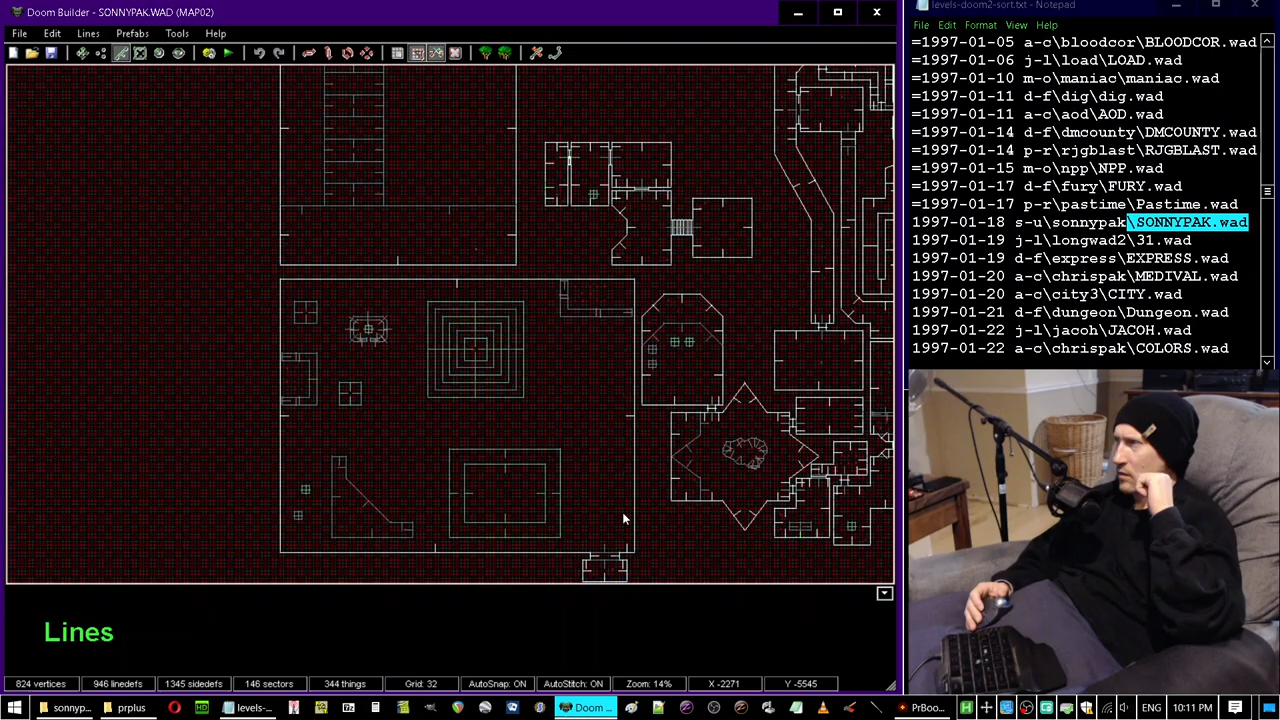 Doom Builder - SONNYPAK.WAD (MAP02)
File Edit Lines Prefabs Tools Help
Lines
824 vertices 946 linedefs 1345 sidedefs 146 sectors 344 things Grid: 32 AutoSnap: ON AutoStitch: ON Zoom: 14% X -2271 Y -5545
levels-doom2-sort.txt - Notepad
File Edit Format View Help
=1997-01-05 a-c\bloodcor\BLOODCOR.wad
=1997-01-06 j-l\load\LOAD.wad
=1997-01-10 m-o\maniac\maniac.wad
=1997-01-11 d-f\dig\dig.wad
=1997-01-11 a-c\aod\AOD.wad
=1997-01-14 d-f\dmcounty\DMCOUNTY.wad
=1997-01-14 p-r\rjgblast\RJGBLAST.wad
=1997-01-15 m-o\npp\NPP.wad
=1997-01-17 d-f\fury\FURY.wad
=1997-01-17 p-r\pastime\Pastime.wad
1997-01-18 s-u\sonnypak\SONNYPAK.wad
1997-01-19 j-l\longwad2\31.wad
1997-01-19 d-f\express\EXPRESS.wad
1997-01-20 a-c\chrispak\MEDIVAL.wad
1997-01-20 a-c\city3\CITY.wad
1997-01-21 d-f\dungeon\Dungeon.wad
1997-01-22 j-l\jacoh\JACOH.wad
1997-01-22 a-c\chrispak\COLORS.wad
sonnyp... prplus levels-... Doom ... PrBoo... ENG 10:11 PM